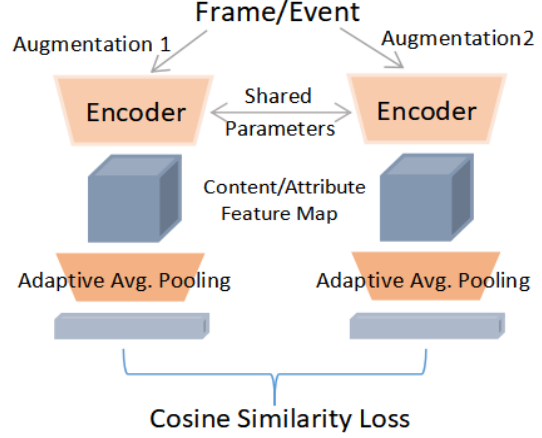 Frame/Event
Augmentation 1
Augmentation2
Encoder
Shared
Parameters
Encoder
Content/Attribute
Feature Map
Adaptive Avg. Pooling
Adaptive Avg. Pooling
Cosine Similarity Loss